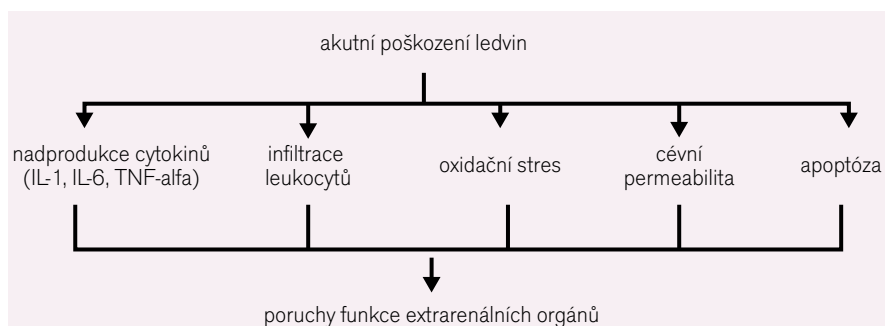 akutní poškození ledvin
nadprodukce cytokinů
(IL-1, IL-6, TNF-alfa)
infiltrace
leukocytů
oxidační stres
cévní
permeabilita
apoptóza
poruchy funkce extrarenálních orgánů